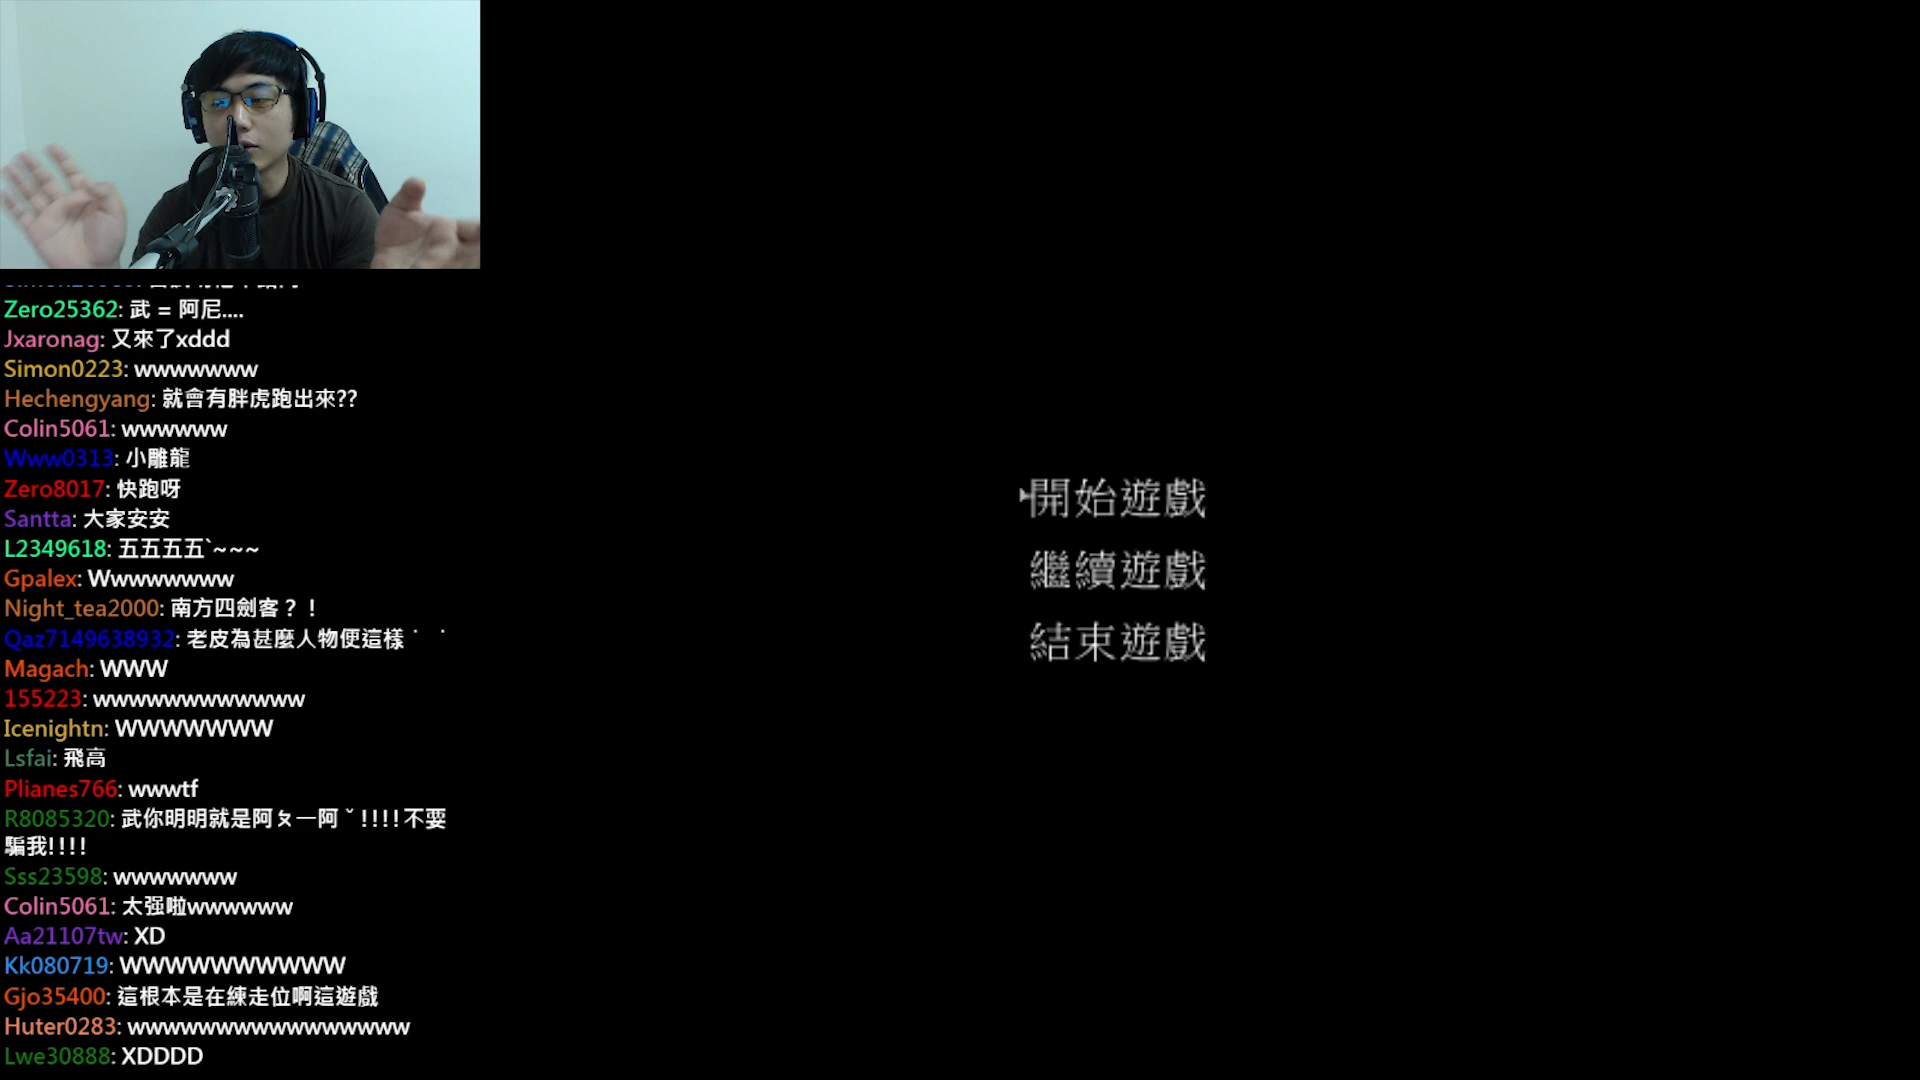 Zero25362: 武 = 阿尼....
Jxaronag: 又來了xddd
Simon0223: wwwwwww
Hechengyang: 就會有胖虎跑出來??
Colin5061: wwwwww
Www0313: 小雕龍
Zero8017: 快跑呀
Santta: 大家安安
L2349618: 五五五五ˋ~~~
Gpalex: Wwwwwwww
Night_tea2000: 南方四劍客？！
Qaz7149638932: 老皮為甚麼人物便這樣˙ ˙
Magach: WWW
155223: wwwwwwwwwwww
Icenightn: WWWWWWW
Lsfai: 飛高
Plianes766: wwwtf
R8085320: 武你明明就是阿ㄆ一阿ˇ!!!!不要
騙我!!!!
Sss23598: wwwwwww
Colin5061: 太强啦wwwwww
Aa21107tw: XD
Kk080719: WWWWWWWWWW
Gjo35400: 這根本是在練走位啊這遊戲
Huter0283: wwwwwwwwwwwwwwww
Lwe30888: XDDDD
開始遊戲
繼續遊戲
結束遊戲